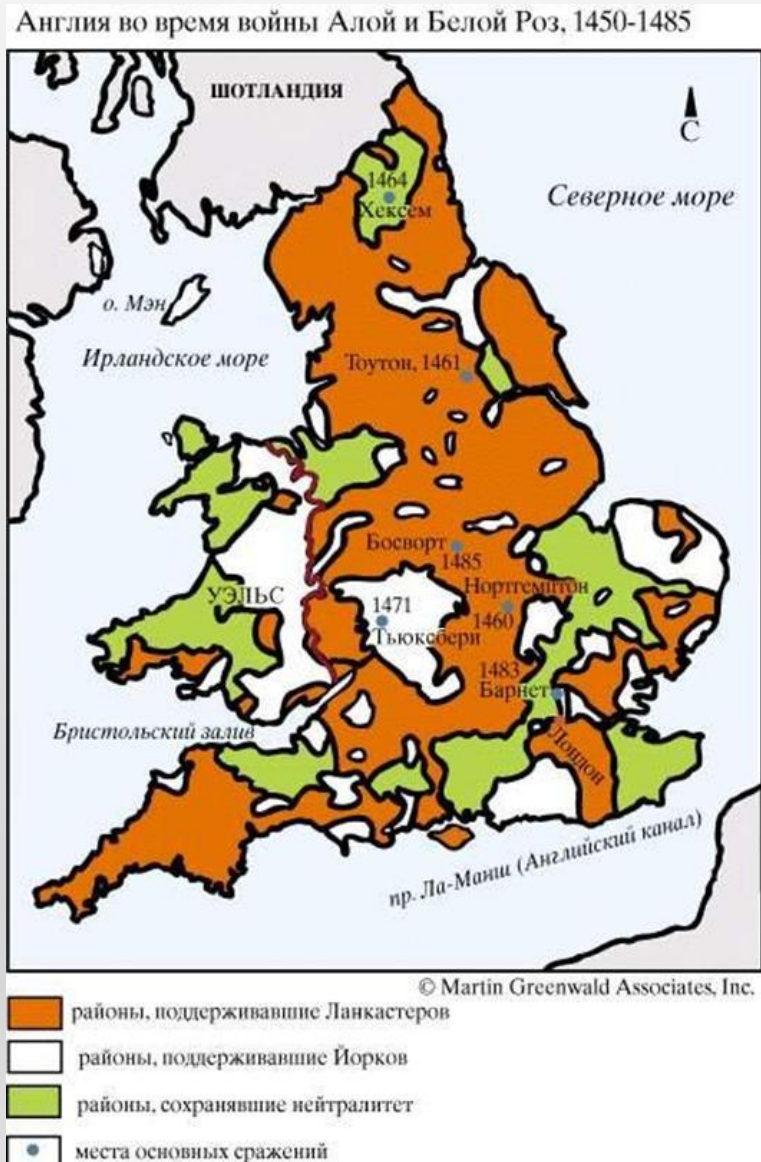 Англия во время войны Алой и Белой Роз, 1450-1485
ШОТЛАНДИЯ
С
1464
Хексем
Северное море
о. Мэн
Ирландское море
Тоутон, 1461
Босворт
1485
Нортгемптон
УЭЛЬС
1471
1460
Тьюксбери
1483
Барнет
Бристольский залив
Лондон
пр. Ла-Манш (Английский канал)
© Martin Greenwald Associates, Inc.
районы, поддерживавшие Ланкастеров
районы, поддерживавшие Йорков
районы, сохранявшие нейтралитет
места основных сражений